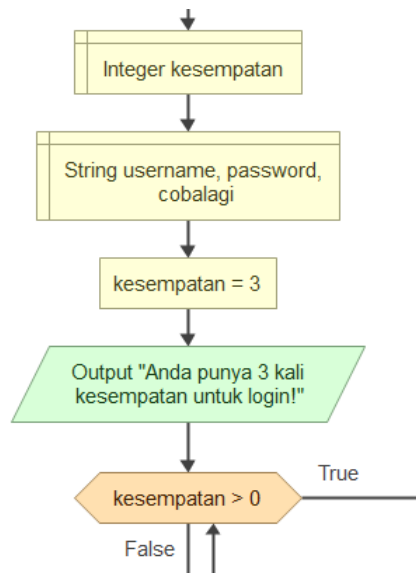 Integer kesempatan
String username, password,
cobalagi
kesempatan = 3
Output "Anda punya 3 kali
kesempatan untuk login!"
kesempatan > 0
True
False